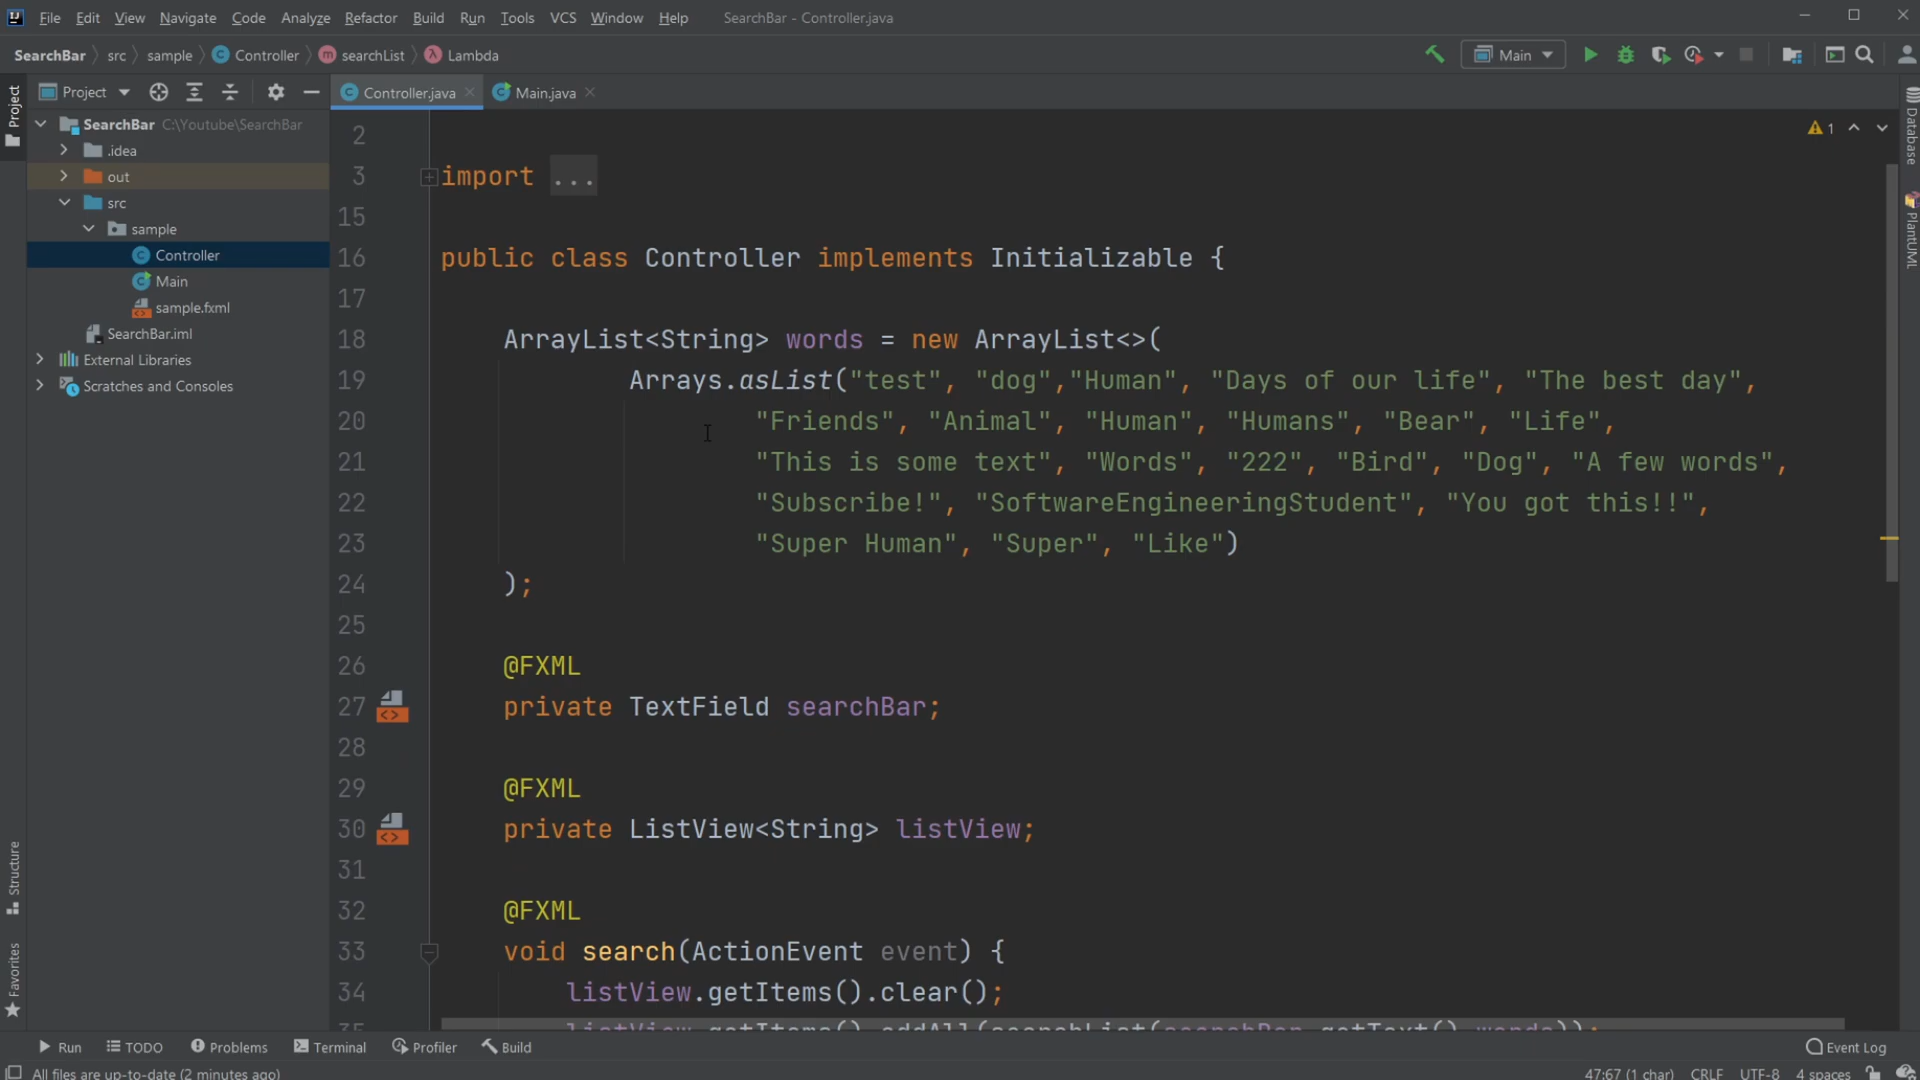 File Edit View Navigate Code Analyze Refactor Build Run Tools VCS Window Help SearchBar - Controller.java
SearchBar src sample Controller searchList Lambda Main
Project Controller.java Main.java
Project
SearchBar C:\Youtube\SearchBar
.idea
out
src
sample
Controller
Main
sample.fxml
SearchBar.iml
External Libraries
Scratches and Consoles
Structure
Favorites
1
Database
PlantUML
2
3 import ...
15
16 public class Controller implements Initializable {
17
18 ArrayList<String> words = new ArrayList<>(
19 Arrays.asList("test", "dog","Human", "Days of our life", "The best day",
20 "Friends", "Animal", "Human", "Humans", "Bear", "Life",
21 "This is some text", "Words", "222", "Bird", "Dog", "A few words",
22 "Subscribe!", "SoftwareEngineeringStudent", "You got this!!",
23 "Super Human", "Super", "Like")
24 );
25
26 @FXML
27 private TextField searchBar;
28
29 @FXML
30 private ListView<String> listView;
31
32 @FXML
33 void search(ActionEvent event) {
34 listView.getItems().clear();
35 listView.getItems().addAll(searchList(searchBar.getText(),words));
Run TODO Problems Terminal Profiler Build Event Log
All files are up-to-date (2 minutes ago) 47:67 (1 char) CRLF UTF-8 4 spaces